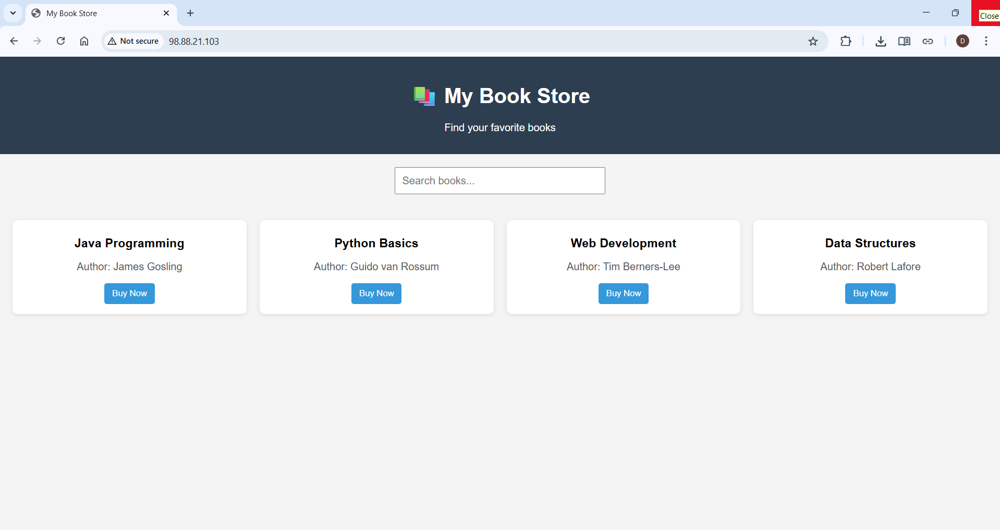 My Book Store
Close
Not secure
98.88.21.103
D
My Book Store
Find your favorite books
Search books...
Java Programming
Author: James Gosling
Buy Now
Python Basics
Author: Guido van Rossum
Buy Now
Web Development
Author: Tim Berners-Lee
Buy Now
Data Structures
Author: Robert Lafore
Buy Now